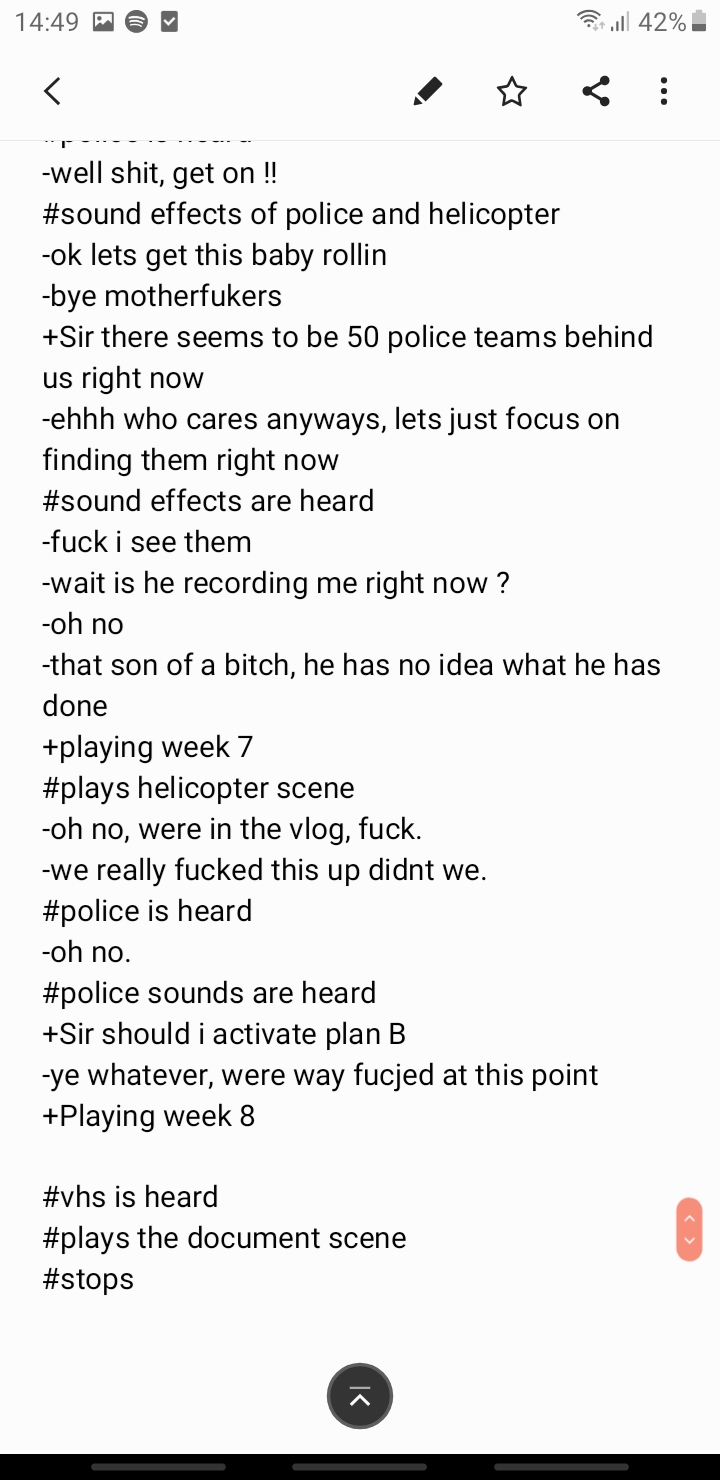 14:49 42%
#police is heard
-well shit, get on !!
#sound effects of police and helicopter
-ok lets get this baby rollin
-bye motherfukers
+Sir there seems to be 50 police teams behind
us right now
-ehhh who cares anyways, lets just focus on
finding them right now
#sound effects are heard
-fuck i see them
-wait is he recording me right now ?
-oh no
-that son of a bitch, he has no idea what he has
done
+playing week 7
#plays helicopter scene
-oh no, were in the vlog, fuck.
-we really fucked this up didnt we.
#police is heard
-oh no.
#police sounds are heard
+Sir should i activate plan B
-ye whatever, were way fucjed at this point
+Playing week 8
#vhs is heard
#plays the document scene
#stops